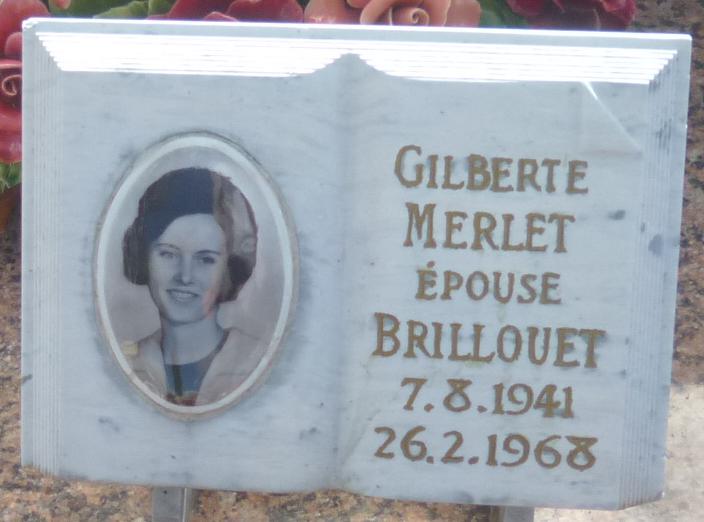 GILBERTE
MERLET
ÉPOUSE
BRILLOUET
7.8.1941
26.2.1968